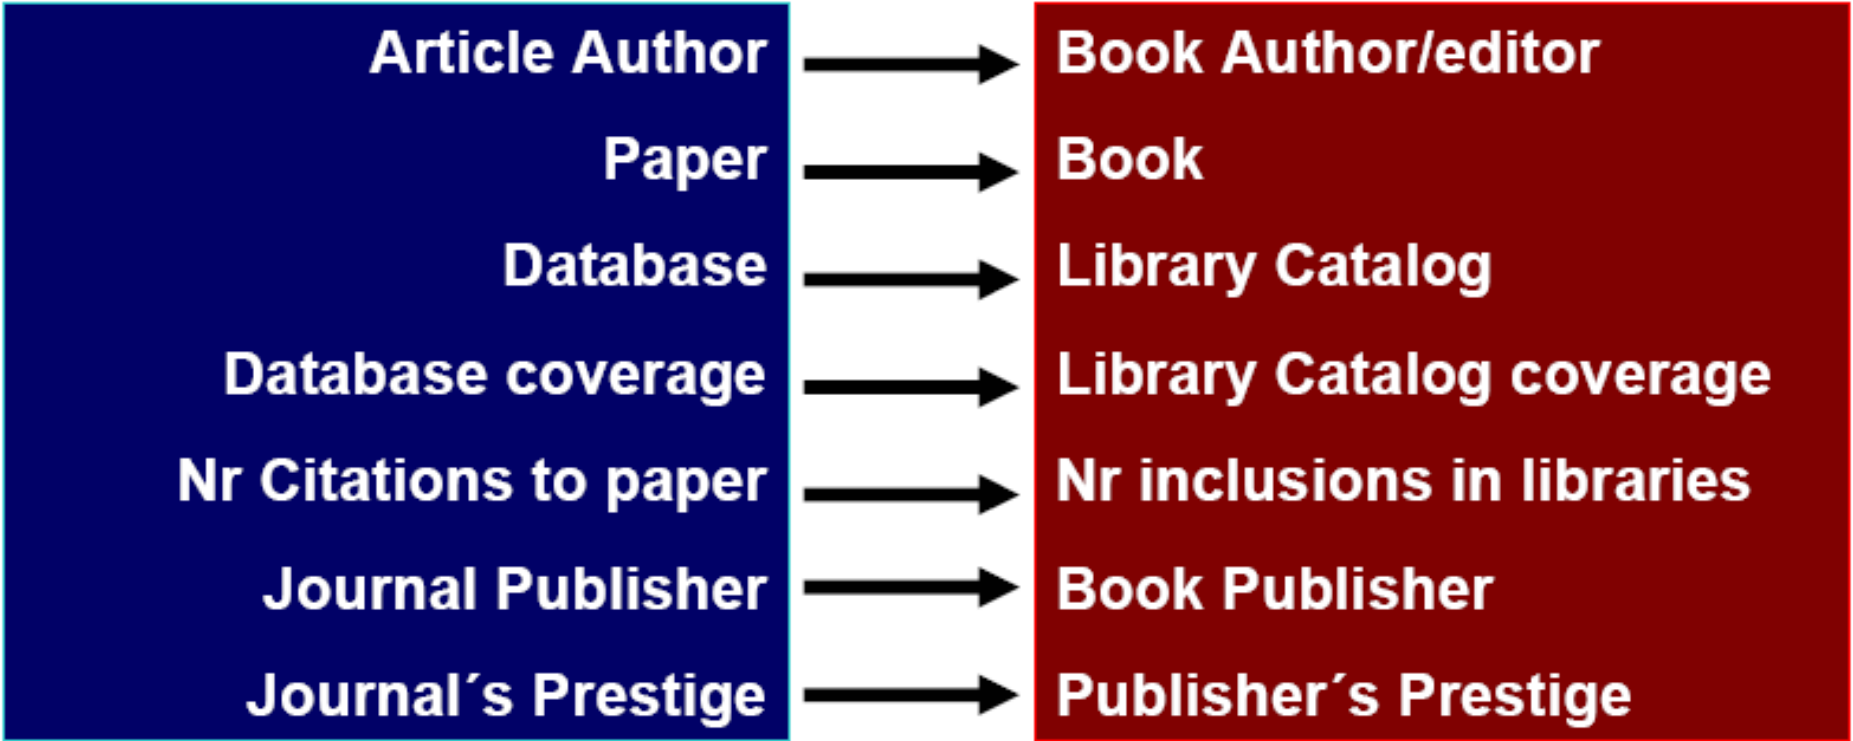 Article Author
Book Author/editor
Paper
Book
Database
Library Catalog
Database coverage
Library Catalog coverage
Nr Citations to paper
Nr inclusions in libraries
Journal Publisher
Book Publisher
Journal´s Prestige
Publisher´s Prestige